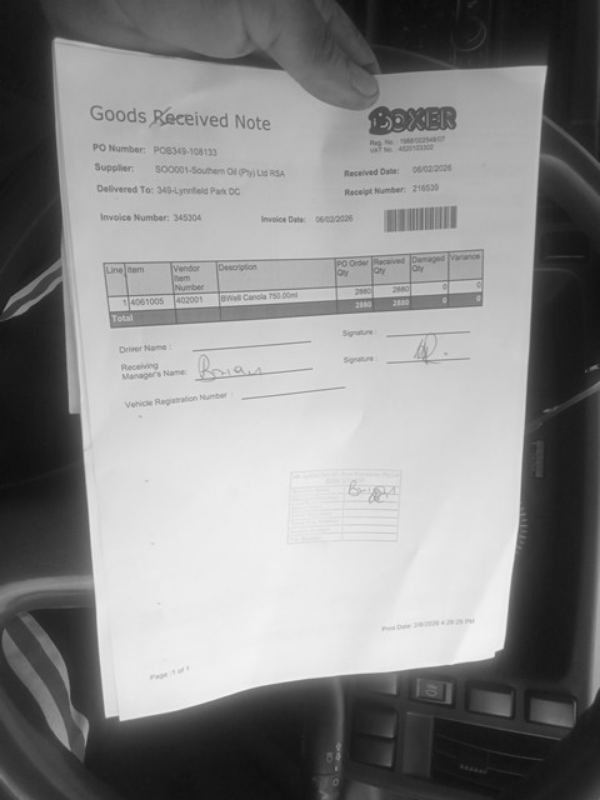 Goods Received Note
BOXER
Reg. No. : 1988/002548/07
VAT No. : 4520103302
PO Number: POB349-108133
Supplier: SOO001-Southern Oil (Pty) Ltd RSA
Received Date: 06/02/2026
Delivered To: 349-Lynnfield Park DC
Receipt Number: 216539
Invoice Number: 345304
Invoice Date: 06/02/2026
Line Item Vendor Item Number Description PO Order Qty Received Qty Damaged Qty Variance
1 4061005 402001 BWell Canola 750.00ml 2880 2880 0 0
Total 2880 2880 0 0
Driver Name :
Signature :
Receiving Manager's Name:
Signature :
Vehicle Registration Number :
Print Date: 2/6/2026 4:28:25 PM
Page :1 of 1